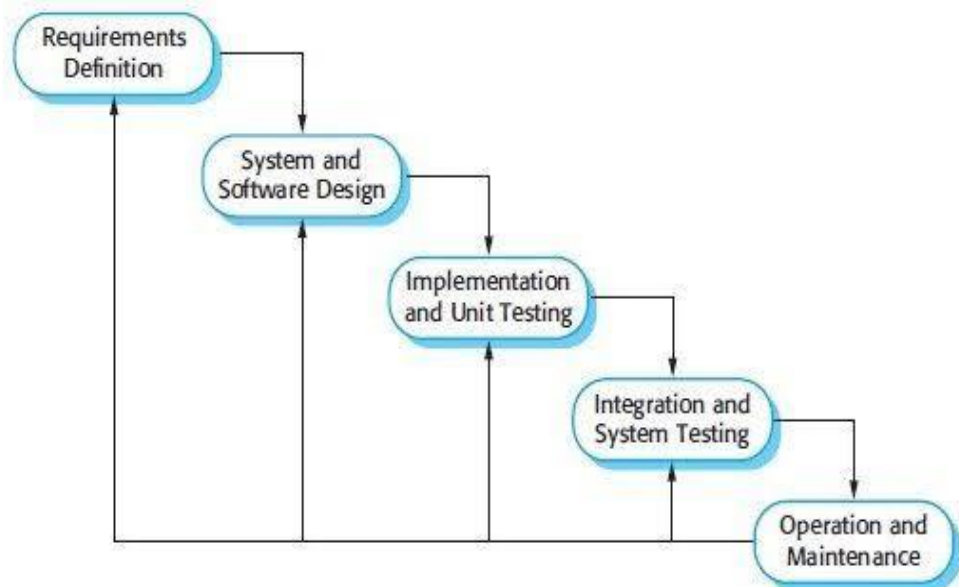 Requirements
Definition
System and
Software Design
Implementation
and Unit Testing
Integration and
System Testing
Operation and
Maintenance